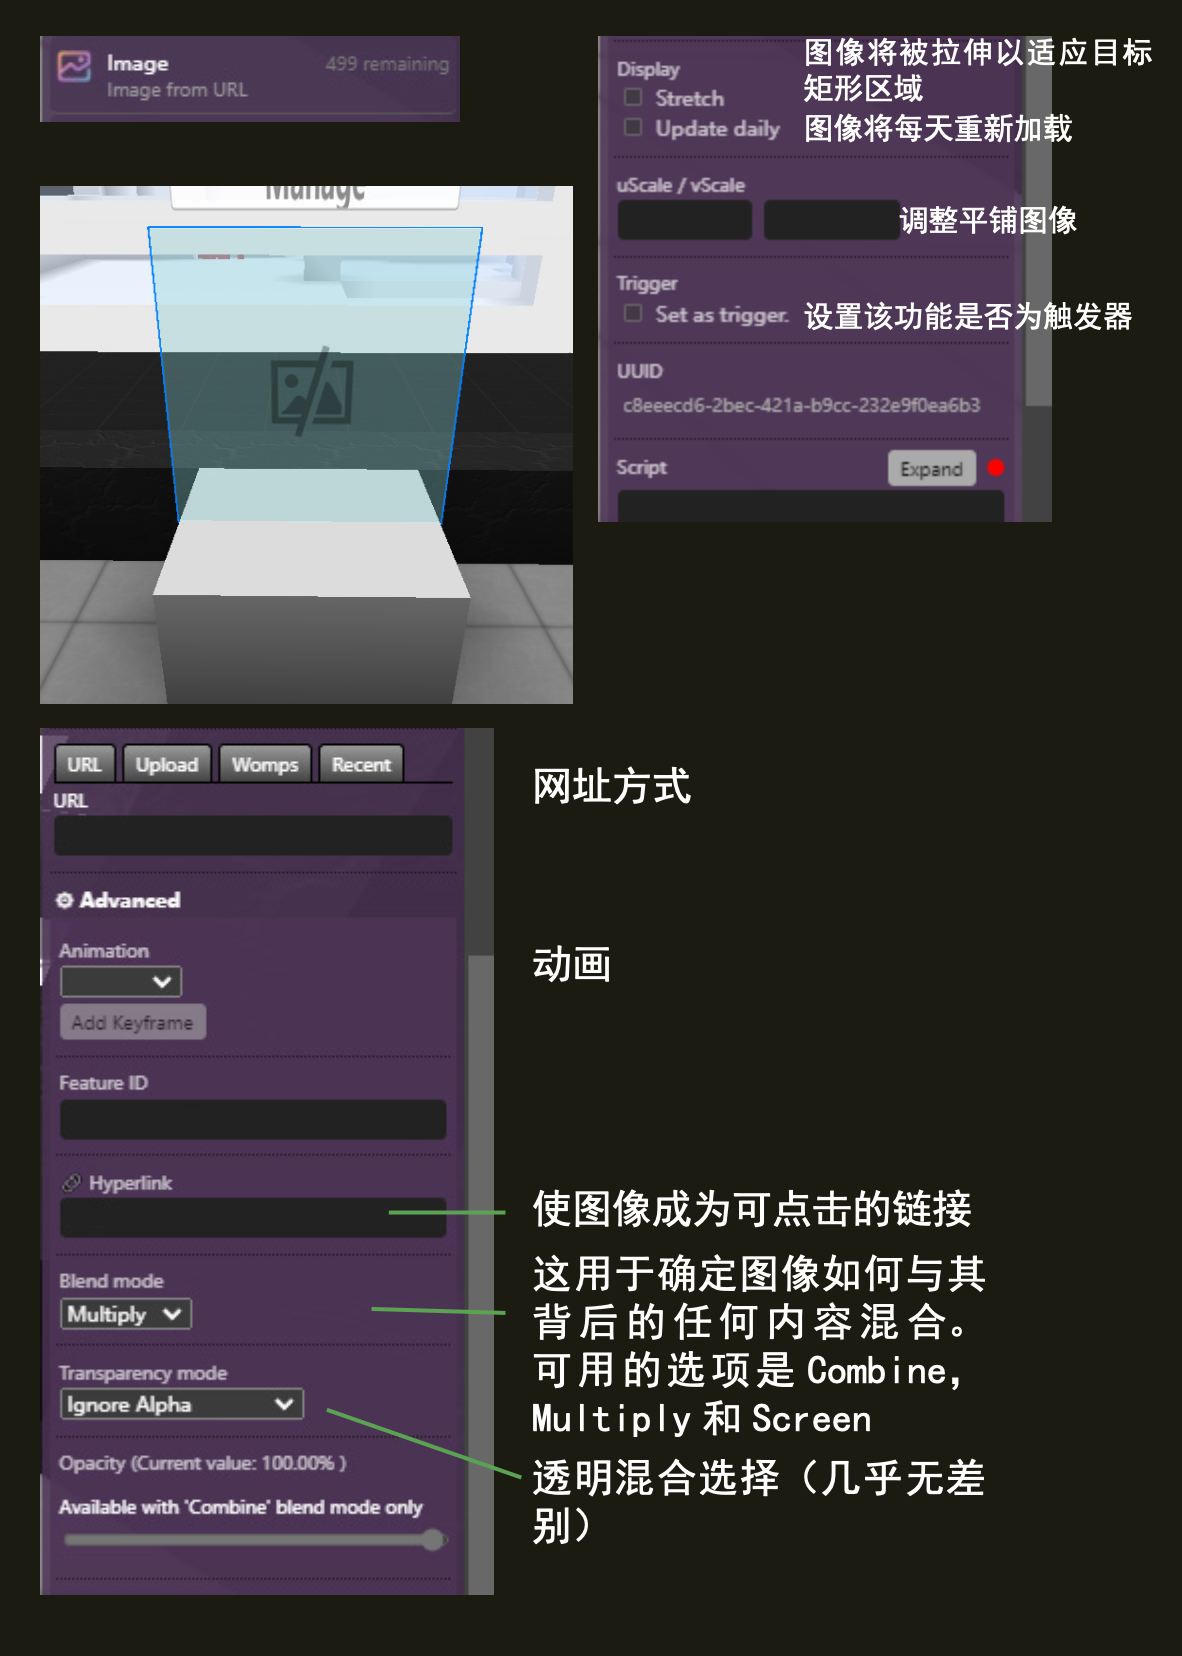 Image
499 remaining
Image from URL
Manage
URL
Upload
Womps
Recent
URL
Advanced
Animation
Add Keyframe
Feature ID
Hyperlink
Blend mode
Multiply
Transparency mode
Ignore Alpha
Opacity (Current value: 100.00% )
Available with 'Combine' blend mode only
网址方式
动画
使图像成为可点击的链接
这用于确定图像如何与其
背后的任何内容混合。
可用的选项是 Combine,
Multiply 和 Screen
透明混合选择（几乎无差
别）
Display
Stretch
图像将被拉伸以适应目标
矩形区域
Update daily
图像将每天重新加载
uScale / vScale
调整平铺图像
Trigger
Set as trigger.
设置该功能是否为触发器
UUID
c8eeecd6-2bec-421a-b9cc-232e9f0ea6b3
Script
Expand